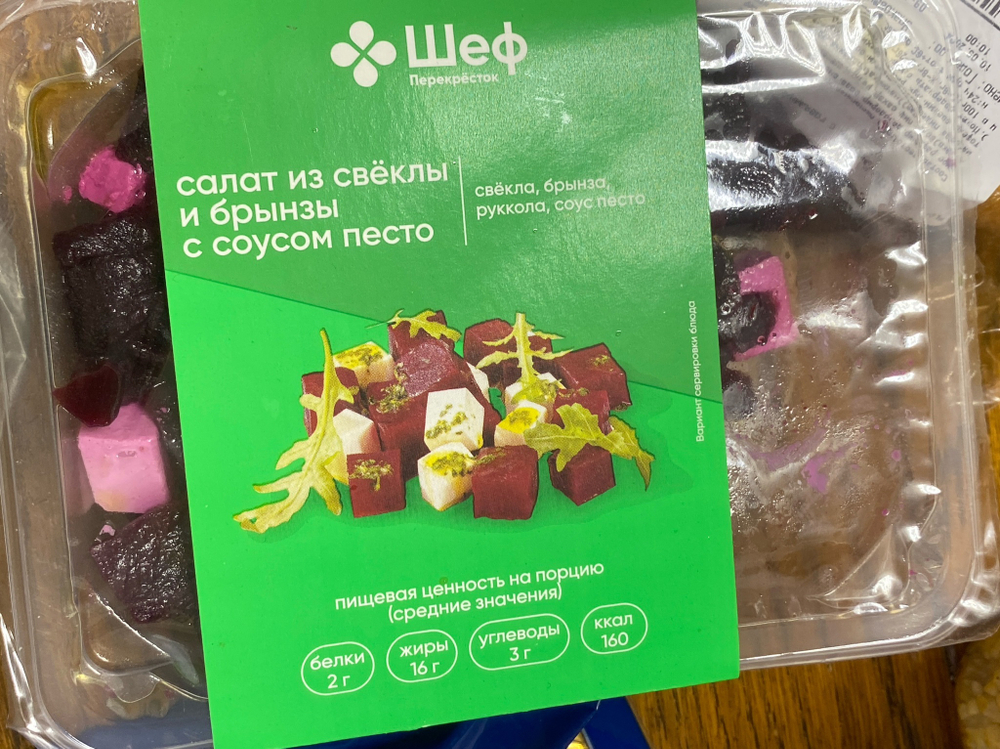 Шеф
Перекрёсток
салат из свёклы
и брынзы
с соусом песто
свёкла, брынза,
руккола, соус песто
Вариант сервировки блюда
пищевая ценность на порцию
(средние значения)
белки
2 г
жиры
16 г
углеводы
3 г
ккал
160